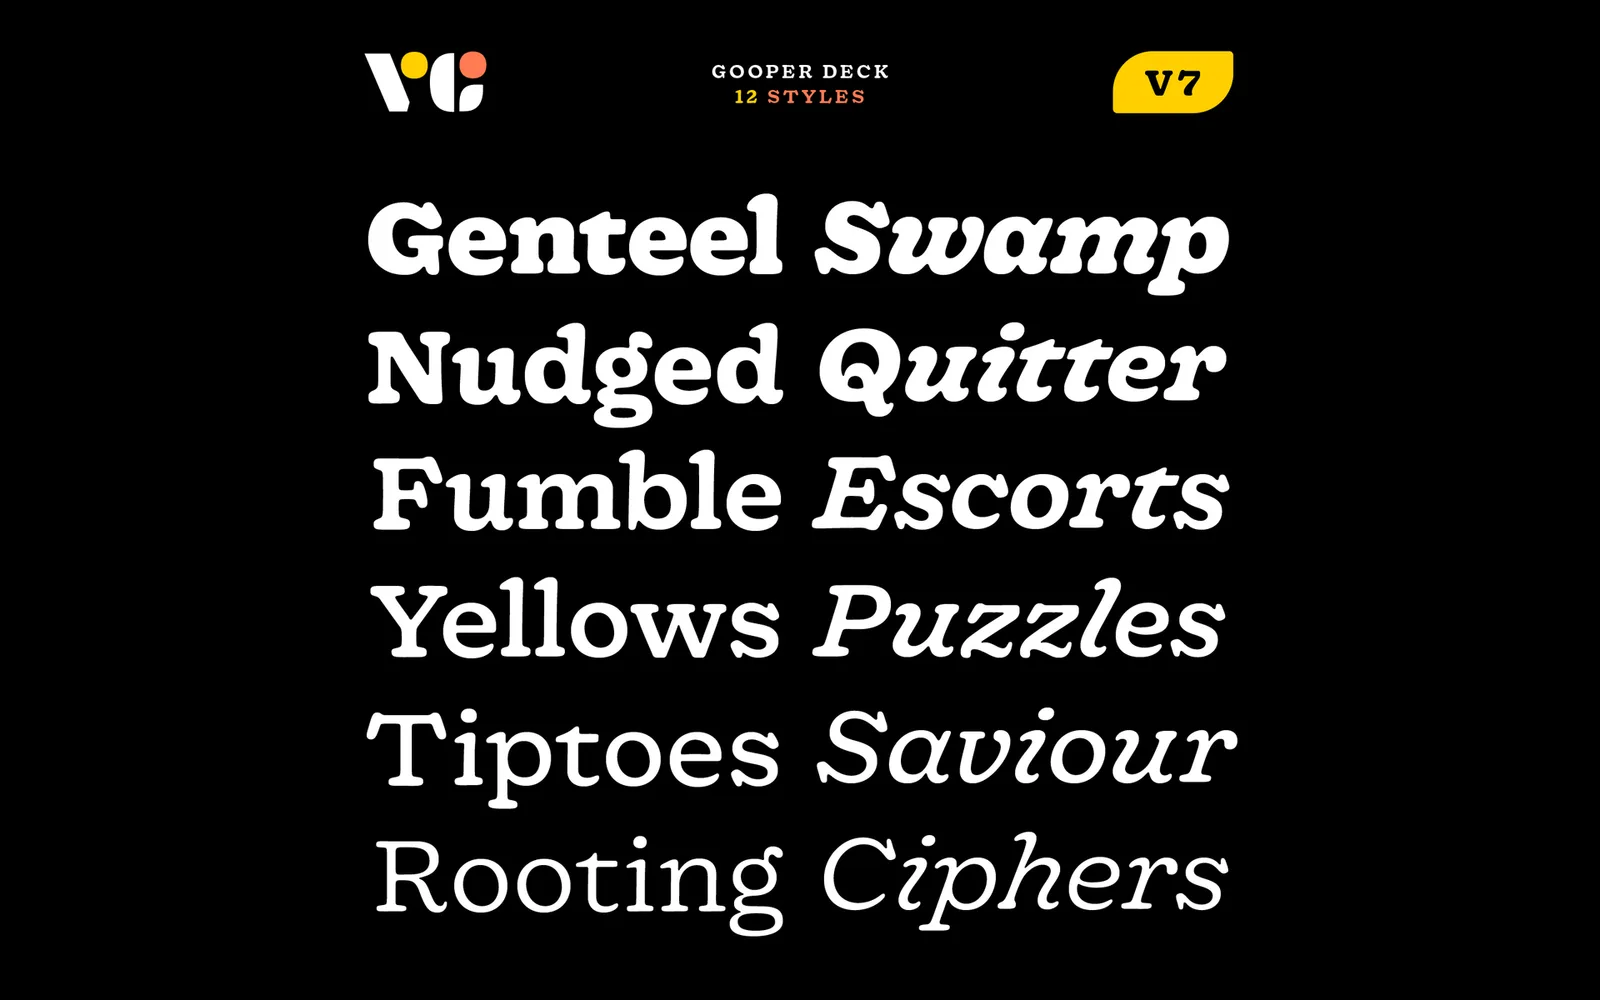 VG
GOOPER DECK
12 STYLES
V7
Genteel Swamp
Nudged Quitter
Fumble Escorts
Yellows Puzzles
Tiptoes Saviour
Rooting Ciphers